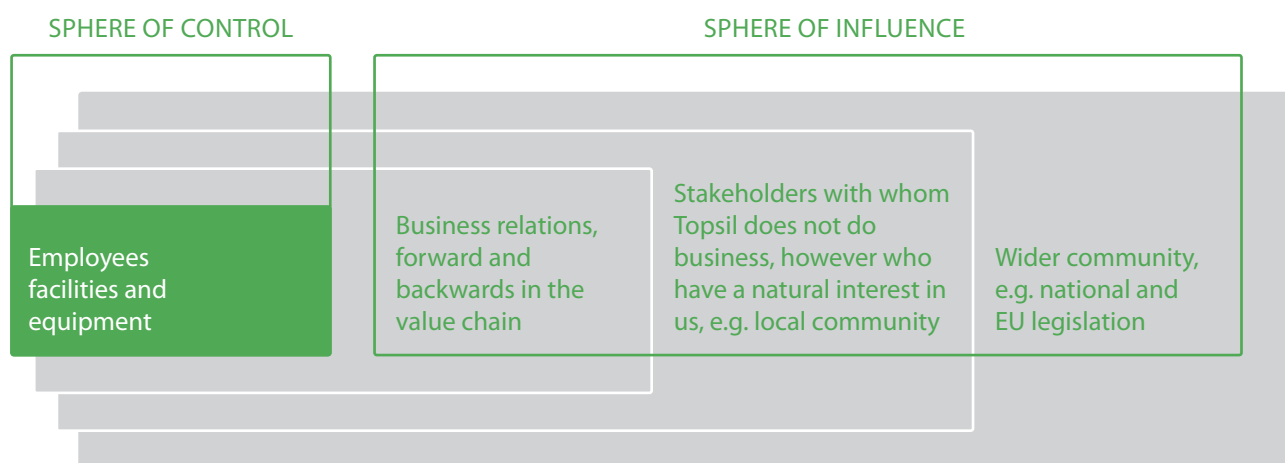 SPHERE OF CONTROL
SPHERE OF INFLUENCE
Employees
facilities and
equipment
Business relations,
forward and
backwards in the
value chain
Stakeholders with whom
Topsil does not do
business, however who
have a natural interest in
us, e.g. local community
Wider community,
e.g. national and
EU legislation